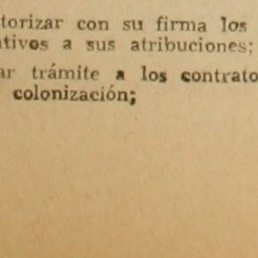 torizar con su firma los
tivos a sus atribuciones;
ar trámite a los contrato
colonización;